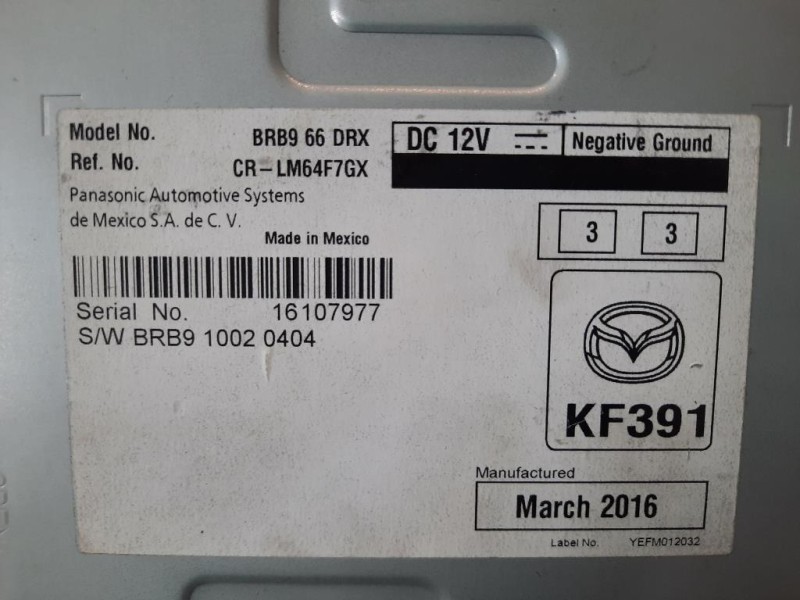 Model No. BRB9 66 DRX
Ref. No. CR-LM64F7GX
Panasonic Automotive Systems
de Mexico S.A. de C. V.
Made in Mexico
DC 12V Negative Ground
3 3
Serial No. 16107977
S/W BRB9 1002 0404
KF391
Manufactured
March 2016
Label No. YEFM012032